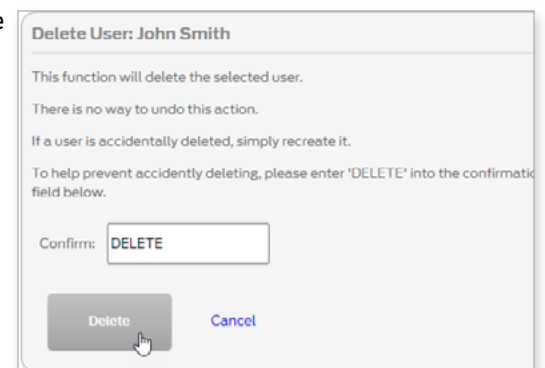 e
Delete User: John Smith
This function will delete the selected user.
There is no way to undo this action.
If a user is accidentally deleted, simply recreate it.
To help prevent accidently deleting, please enter 'DELETE' into the confirmatic
field below.
Confirm: DELETE
Delete Cancel